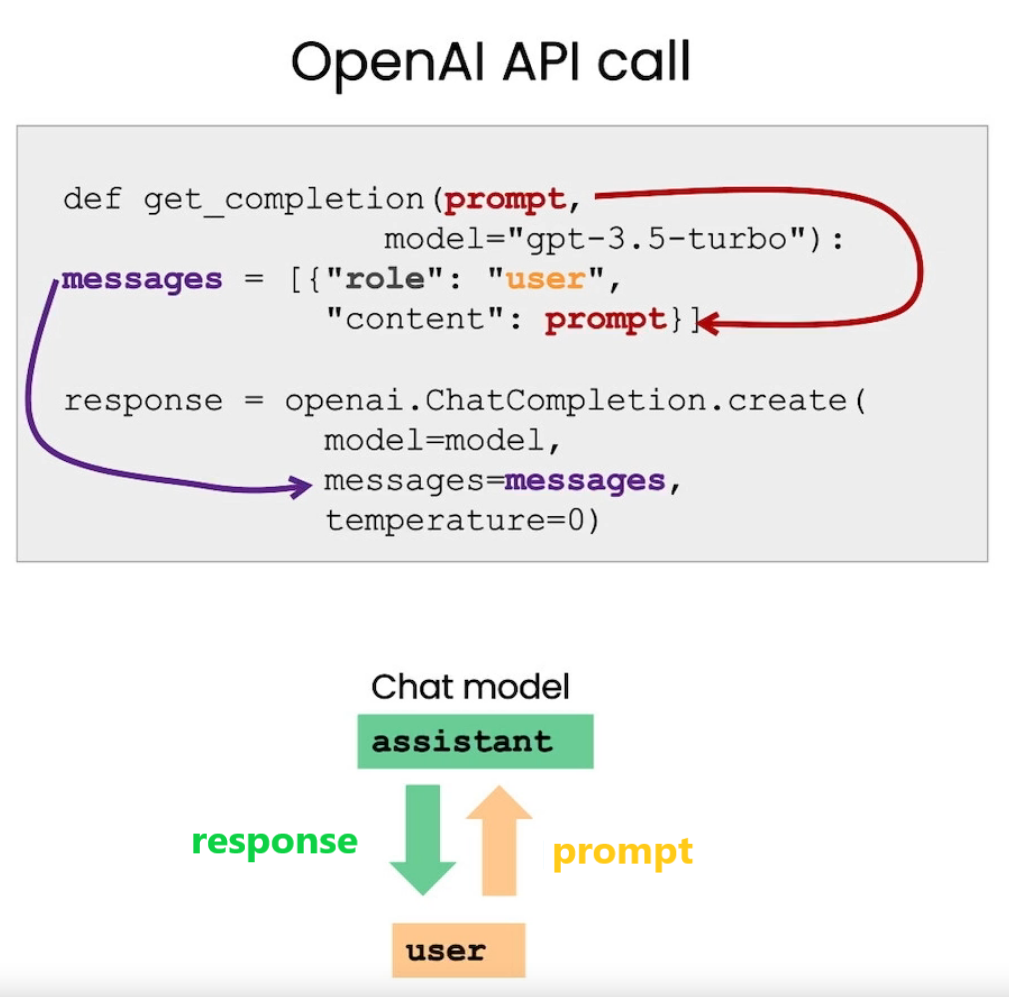 OpenAI API call
def get_completion(prompt,
model="gpt-3.5-turbo"):
messages = [{"role": "user",
"content": prompt}]
response = openai.ChatCompletion.create(
model=model,
messages=messages,
temperature=0)
Chat model
assistant
response
prompt
user